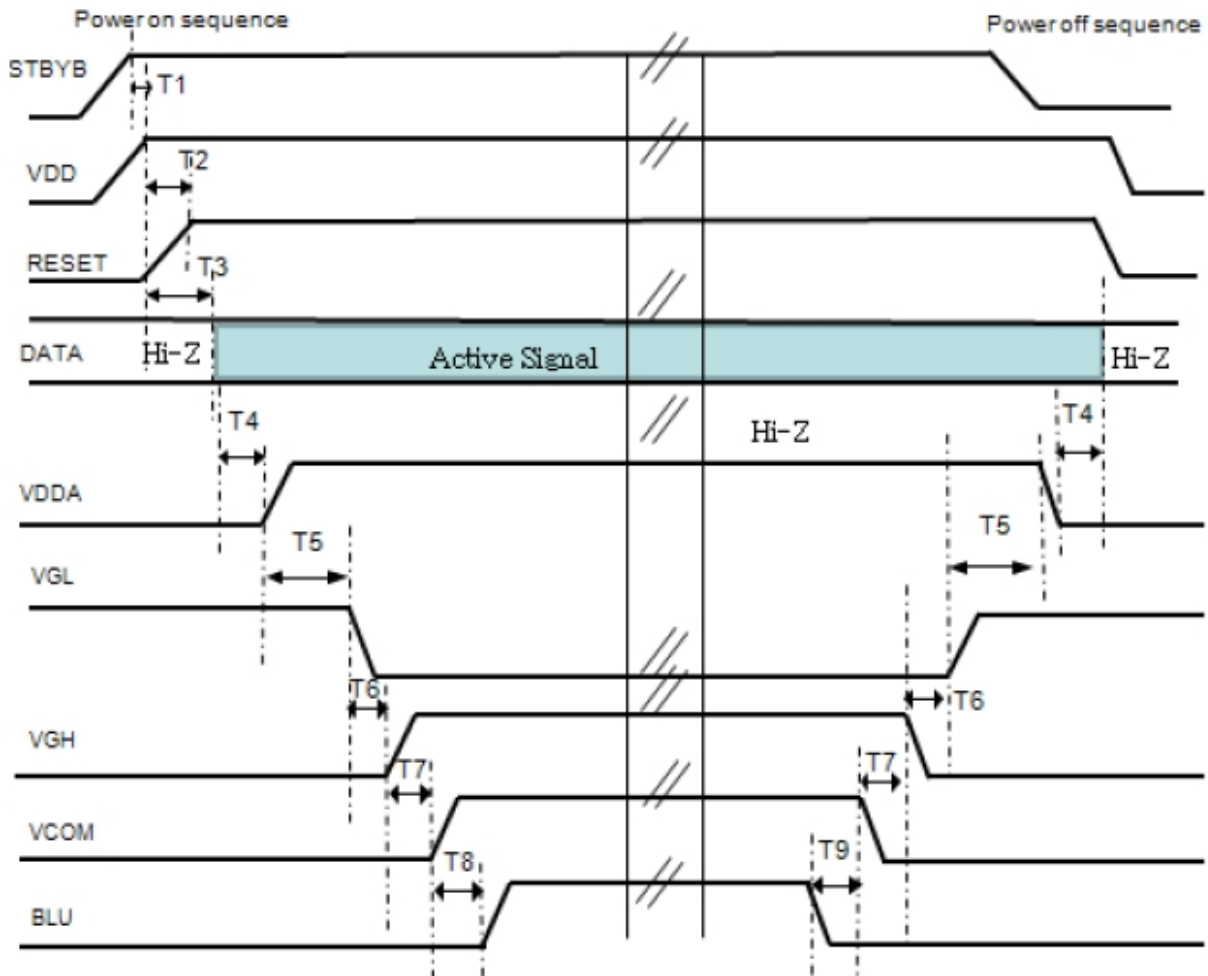 Power on sequence
Power off sequence
STBYB
T1
VDD
T2
RESET
T3
DATA
Hi-Z
Active Signal
Hi-Z
T4
Hi-Z
T4
VDDA
T5
T5
VGL
T6
T6
VGH
T7
T7
VCOM
T8
T9
BLU